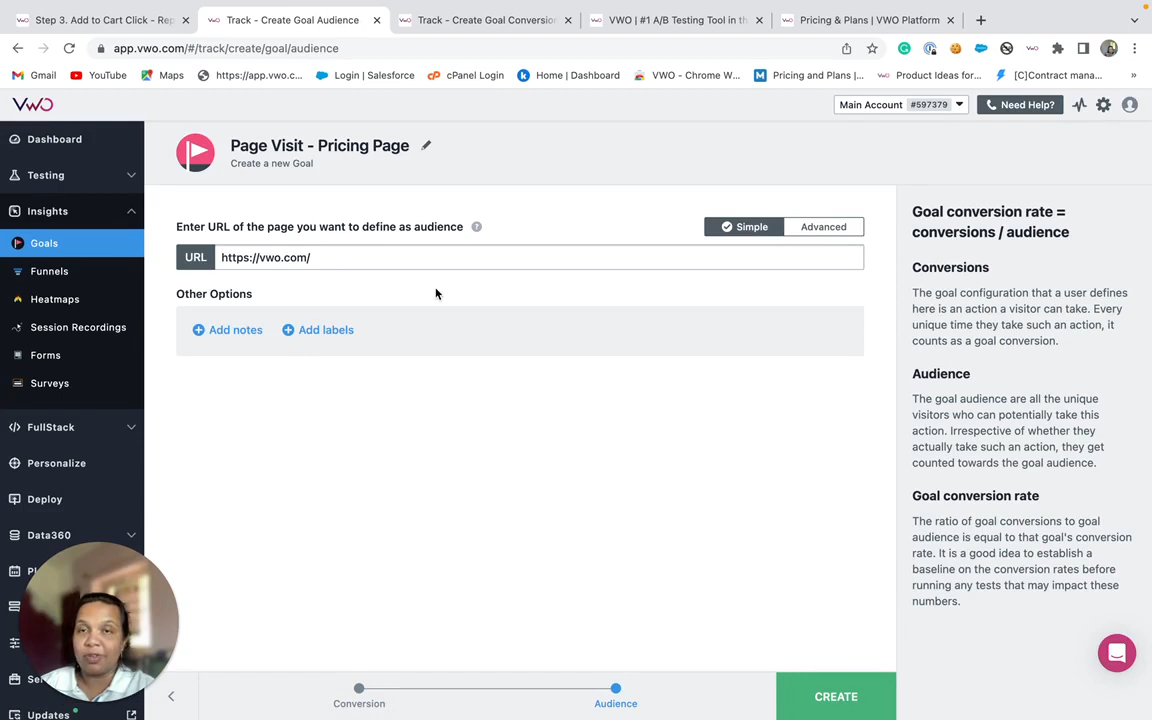 Step 3. Add to Cart Click - Rep
Track - Create Goal Audience
Track - Create Goal Conversion
VWO | #1 A/B Testing Tool in th
Pricing & Plans | VWO Platform
app.vwo.com/#/track/create/goal/audience
Gmail
YouTube
Maps
https://app.vwo.c...
Login | Salesforce
cPanel Login
Home | Dashboard
VWO - Chrome W...
Pricing and Plans |...
Product Ideas for...
[C]Contract mana...
»
VWO
Main Account #597379
Need Help?
Dashboard
Testing
Insights
Goals
Funnels
Heatmaps
Session Recordings
Forms
Surveys
FullStack
Personalize
Deploy
Data360
Pl
Ser
Updates
Page Visit - Pricing Page
Create a new Goal
Enter URL of the page you want to define as audience
Simple
Advanced
URL
https://vwo.com/
Other Options
Add notes
Add labels
Goal conversion rate =
conversions / audience
Conversions
The goal configuration that a user defines
here is an action a visitor can take. Every
unique time they take such an action, it
counts as a goal conversion.
Audience
The goal audience are all the unique
visitors who can potentially take this
action. Irrespective of whether they
actually take such an action, they get
counted towards the goal audience.
Goal conversion rate
The ratio of goal conversions to goal
audience is equal to that goal's conversion
rate. It is a good idea to establish a
baseline on the conversion rates before
running any tests that may impact these
numbers.
Conversion
Audience
CREATE